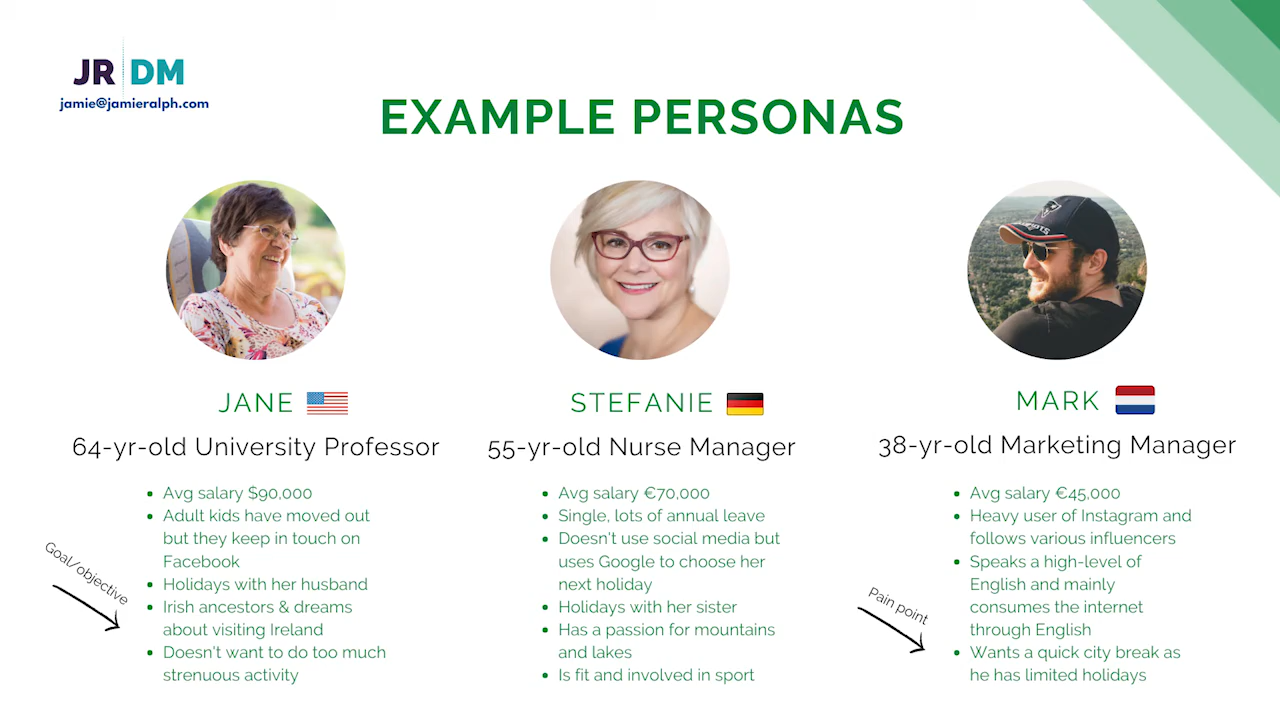 JR DM
jamie@jamieralph.com
EXAMPLE PERSONAS
JANE
64-yr-old University Professor
Avg salary $90,000
Adult kids have moved out
but they keep in touch on
Facebook
Holidays with her husband
Irish ancestors & dreams
about visiting Ireland
Doesn't want to do too much
strenuous activity
Goal/objective
STEFANIE
55-yr-old Nurse Manager
Avg salary €70,000
Single, lots of annual leave
Doesn't use social media but
uses Google to choose her
next holiday
Holidays with her sister
Has a passion for mountains
and lakes
Is fit and involved in sport
MARK
38-yr-old Marketing Manager
Avg salary €45,000
Heavy user of Instagram and
follows various influencers
Speaks a high-level of
English and mainly
consumes the internet
through English
Wants a quick city break as
he has limited holidays
Pain point